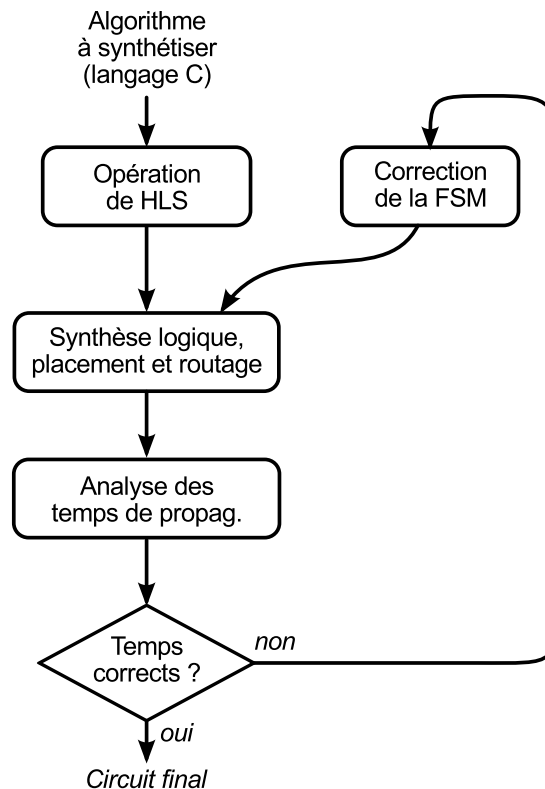 Algorithme
à synthétiser
(langage C)
Opération
de HLS
Correction
de la FSM
Synthèse logique,
placement et routage
Analyse des
temps de propag.
Temps
corrects ?
non
oui
Circuit final